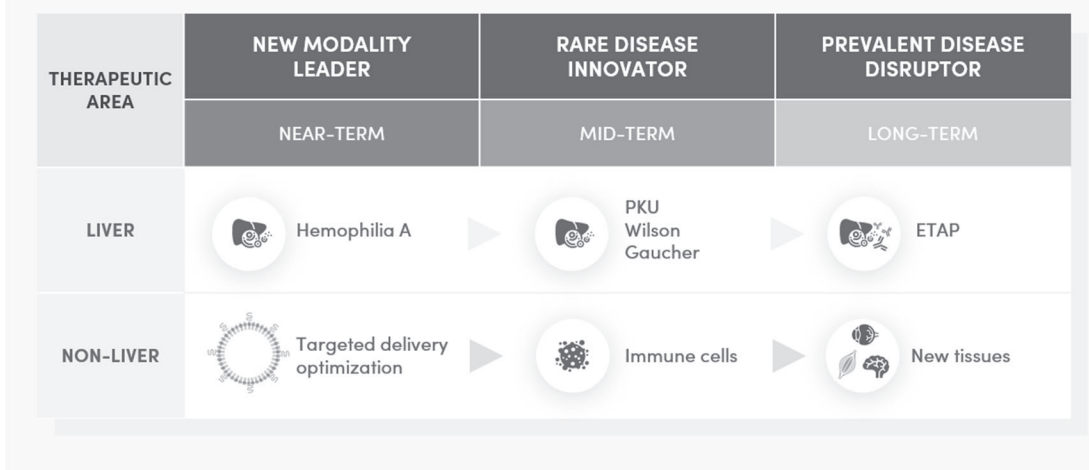 THERAPEUTIC
AREA
NEW MODALITY
LEADER
RARE DISEASE
INNOVATOR
PREVALENT DISEASE
DISRUPTOR
NEAR-TERM
MID-TERM
LONG-TERM
LIVER
Hemophilia A
PKU
Wilson
Gaucher
ETAP
NON-LIVER
Targeted delivery
optimization
Immune cells
New tissues